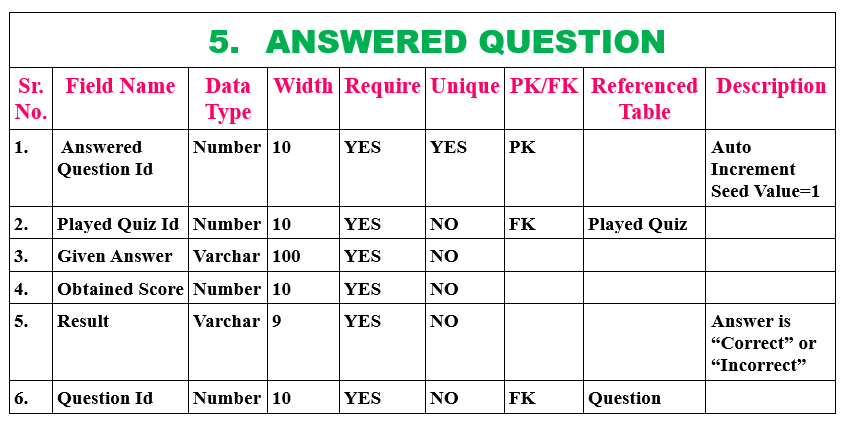 5. ANSWERED QUESTION
Sr. No. Field Name Data Type Width Require Unique PK/FK Referenced Table Description
1. Answered Question Id Number 10 YES YES PK Auto Increment Seed Value=1
2. Played Quiz Id Number 10 YES NO FK Played Quiz
3. Given Answer Varchar 100 YES NO
4. Obtained Score Number 10 YES NO
5. Result Varchar 9 YES NO Answer is “Correct” or “Incorrect”
6. Question Id Number 10 YES NO FK Question